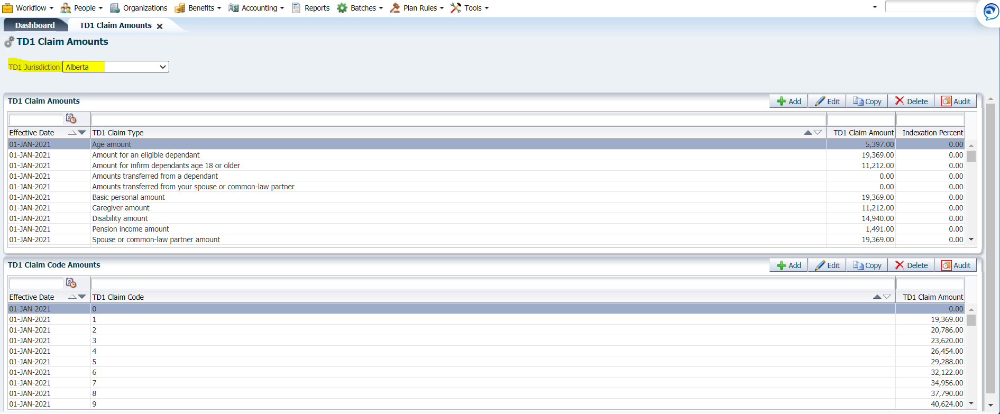 Workflow People Organizations Benefits Accounting Reports Batches Plan Rules Tools
Dashboard TD1 Claim Amounts
TD1 Claim Amounts
TD1 Jurisdiction Alberta
TD1 Claim Amounts Add Edit Copy Delete Audit
Effective Date TD1 Claim Type TD1 Claim Amount Indexation Percent
01-JAN-2021 Age amount 5,397.00 0.00
01-JAN-2021 Amount for an eligible dependant 19,369.00 0.00
01-JAN-2021 Amount for infirm dependants age 18 or older 11,212.00 0.00
01-JAN-2021 Amounts transferred from a dependant 0.00 0.00
01-JAN-2021 Amounts transferred from your spouse or common-law partner 0.00 0.00
01-JAN-2021 Basic personal amount 19,369.00 0.00
01-JAN-2021 Caregiver amount 11,212.00 0.00
01-JAN-2021 Disability amount 14,940.00 0.00
01-JAN-2021 Pension income amount 1,491.00 0.00
01-JAN-2021 Spouse or common-law partner amount 19,369.00 0.00
TD1 Claim Code Amounts Add Edit Copy Delete Audit
Effective Date TD1 Claim Code TD1 Claim Amount
01-JAN-2021 0 0.00
01-JAN-2021 1 19,369.00
01-JAN-2021 2 20,786.00
01-JAN-2021 3 23,620.00
01-JAN-2021 4 26,454.00
01-JAN-2021 5 29,288.00
01-JAN-2021 6 32,122.00
01-JAN-2021 7 34,956.00
01-JAN-2021 8 37,790.00
01-JAN-2021 9 40,624.00